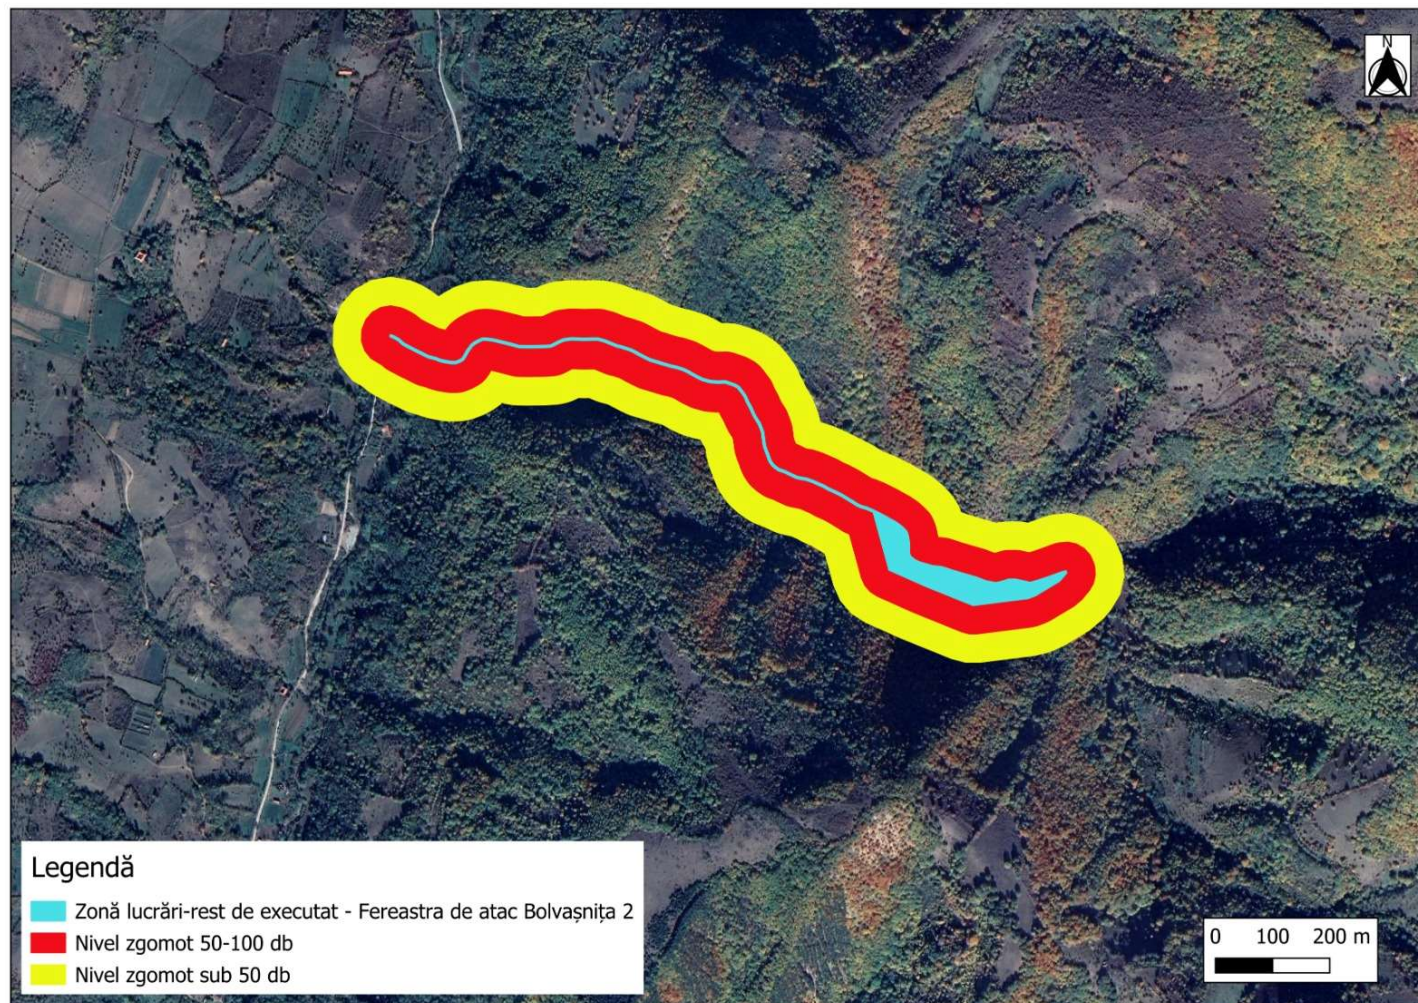 N
Legendă
Zonă lucrări-rest de executat - Fereastra de atac Bolvașnița 2
Nivel zgomot 50-100 db
Nivel zgomot sub 50 db
0 100 200 m